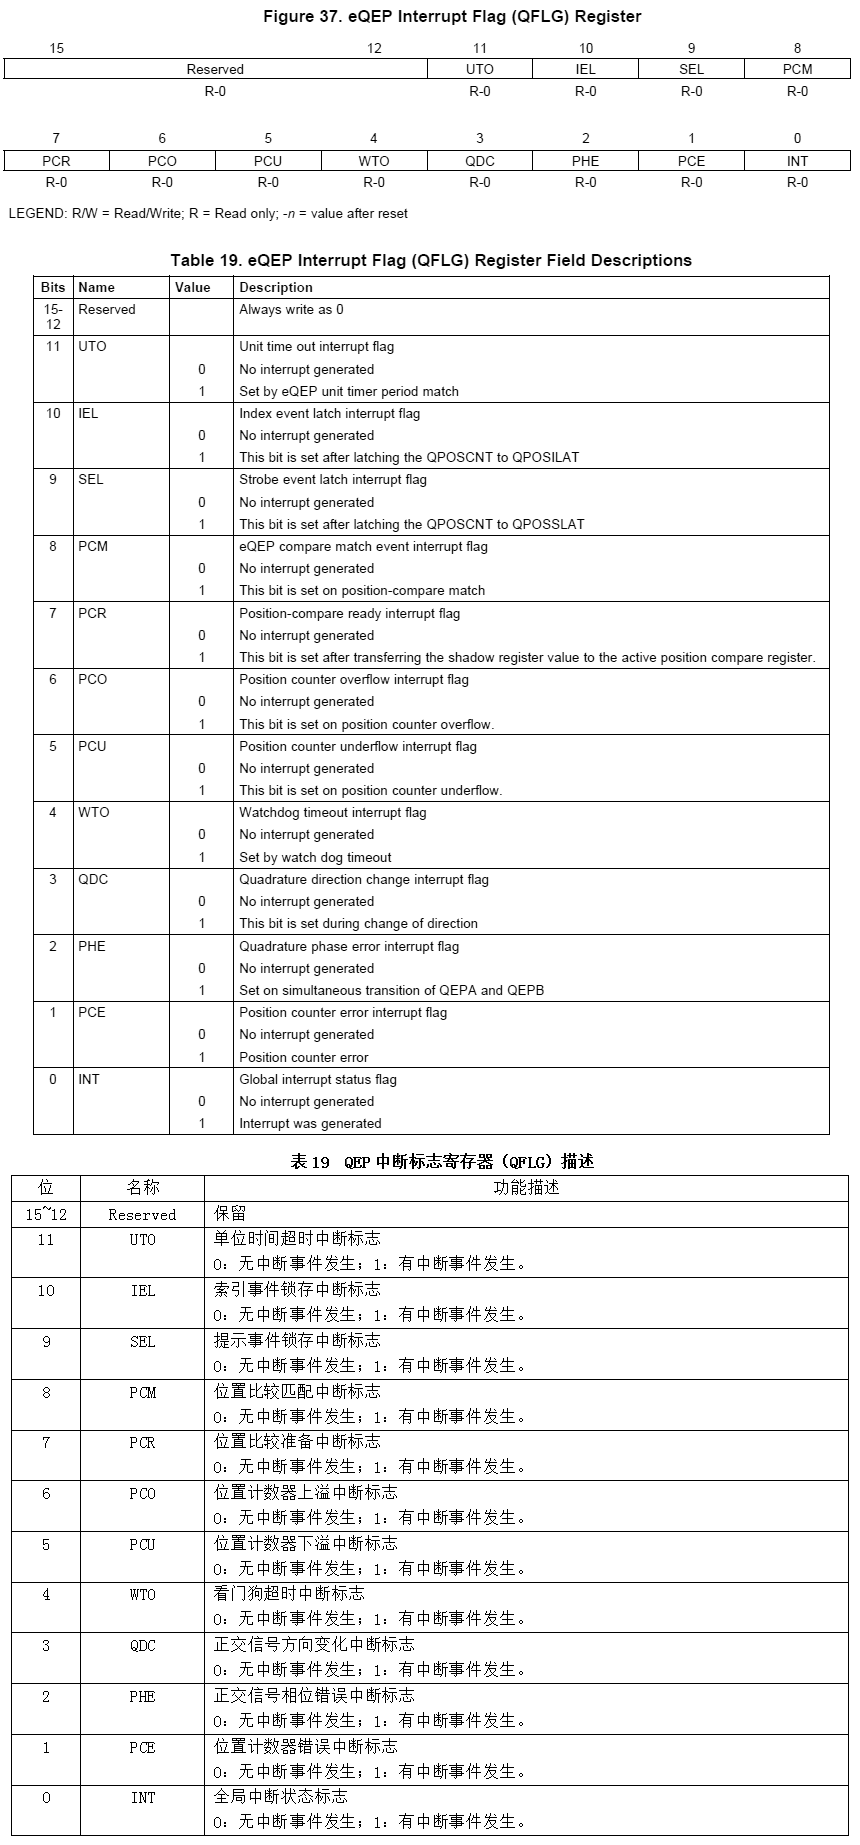 Figure 37. eQEP Interrupt Flag (QFLG) Register
15 12 11 10 9 8
Reserved UTO IEL SEL PCM
R-0 R-0 R-0 R-0 R-0
7 6 5 4 3 2 1 0
PCR PCO PCU WTO QDC PHE PCE INT
R-0 R-0 R-0 R-0 R-0 R-0 R-0 R-0
LEGEND: R/W = Read/Write; R = Read only; -n = value after reset
Table 19. eQEP Interrupt Flag (QFLG) Register Field Descriptions
Bits Name Value Description
15-12 Reserved Always write as 0
11 UTO Unit time out interrupt flag
0 No interrupt generated
1 Set by eQEP unit timer period match
10 IEL Index event latch interrupt flag
0 No interrupt generated
1 This bit is set after latching the QPOSCNT to QPOSILAT
9 SEL Strobe event latch interrupt flag
0 No interrupt generated
1 This bit is set after latching the QPOSCNT to QPOSSLAT
8 PCM eQEP compare match event interrupt flag
0 No interrupt generated
1 This bit is set on position-compare match
7 PCR Position-compare ready interrupt flag
0 No interrupt generated
1 This bit is set after transferring the shadow register value to the active position compare register.
6 PCO Position counter overflow interrupt flag
0 No interrupt generated
1 This bit is set on position counter overflow.
5 PCU Position counter underflow interrupt flag
0 No interrupt generated
1 This bit is set on position counter underflow.
4 WTO Watchdog timeout interrupt flag
0 No interrupt generated
1 Set by watch dog timeout
3 QDC Quadrature direction change interrupt flag
0 No interrupt generated
1 This bit is set during change of direction
2 PHE Quadrature phase error interrupt flag
0 No interrupt generated
1 Set on simultaneous transition of QEPA and QEPB
1 PCE Position counter error interrupt flag
0 No interrupt generated
1 Position counter error
0 INT Global interrupt status flag
0 No interrupt generated
1 Interrupt was generated
表 19 QEP 中断标志寄存器（QFLG）描述
位 名称 功能描述
15~12 Reserved 保留
11 UTO 单位时间超时中断标志
0：无中断事件发生；1：有中断事件发生。
10 IEL 索引事件锁存中断标志
0：无中断事件发生；1：有中断事件发生。
9 SEL 提示事件锁存中断标志
0：无中断事件发生；1：有中断事件发生。
8 PCM 位置比较匹配中断标志
0：无中断事件发生；1：有中断事件发生。
7 PCR 位置比较准备中断标志
0：无中断事件发生；1：有中断事件发生。
6 PCO 位置计数器上溢中断标志
0：无中断事件发生；1：有中断事件发生。
5 PCU 位置计数器下溢中断标志
0：无中断事件发生；1：有中断事件发生。
4 WTO 看门狗超时中断标志
0：无中断事件发生；1：有中断事件发生。
3 QDC 正交信号方向变化中断标志
0：无中断事件发生；1：有中断事件发生。
2 PHE 正交信号相位错误中断标志
0：无中断事件发生；1：有中断事件发生。
1 PCE 位置计数器错误中断标志
0：无中断事件发生；1：有中断事件发生。
0 INT 全局中断状态标志
0：无中断事件发生；1：有中断事件发生。